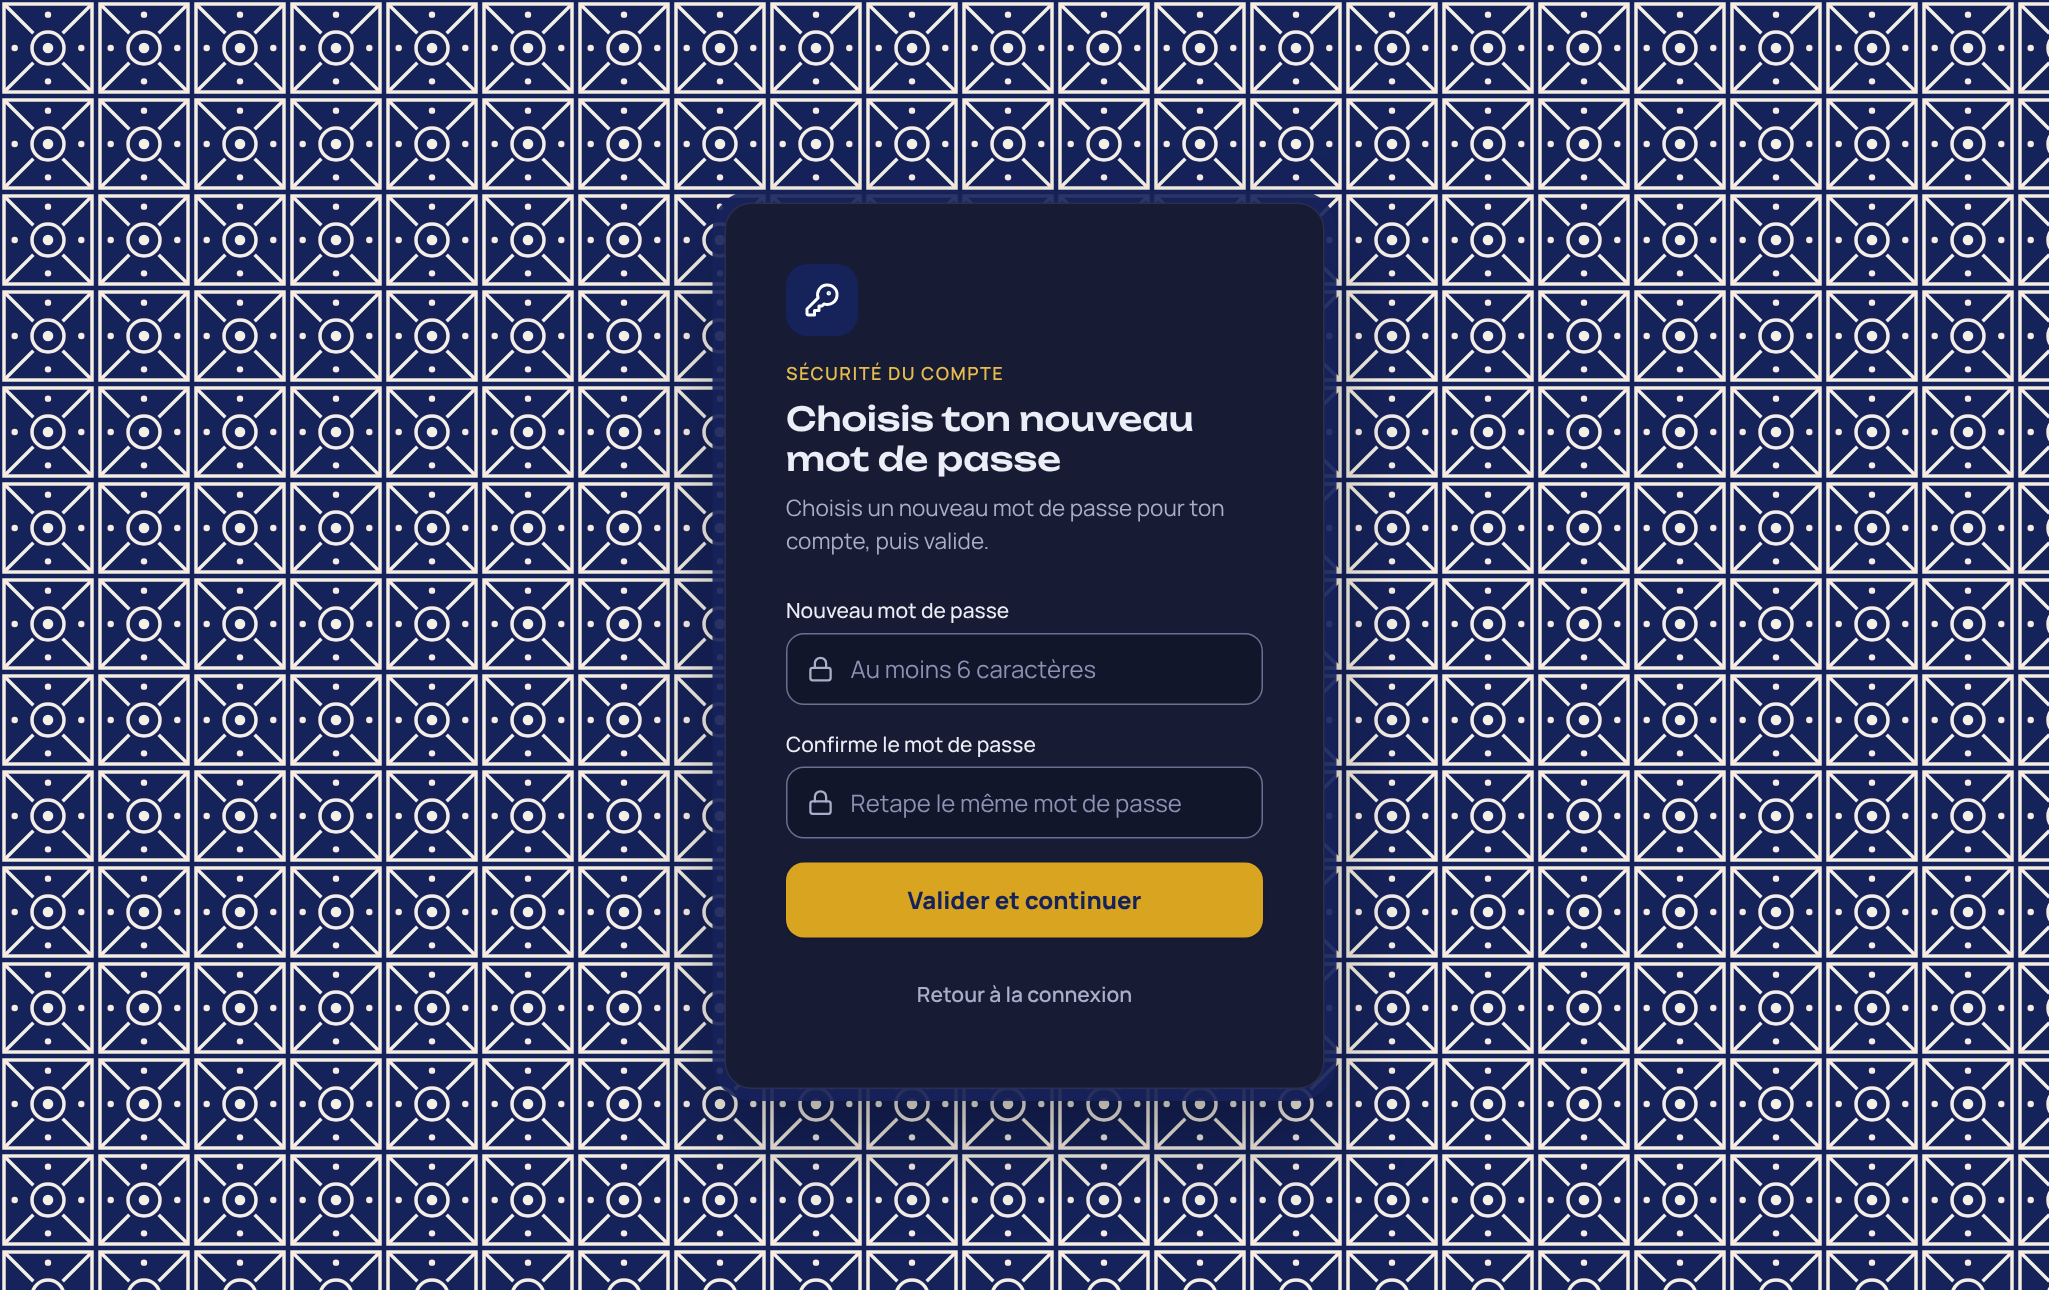 SÉCURITÉ DU COMPTE
Choisis ton nouveau
mot de passe
Choisis un nouveau mot de passe pour ton
compte, puis valide.
Nouveau mot de passe
Au moins 6 caractères
Confirme le mot de passe
Retape le même mot de passe
Valider et continuer
Retour à la connexion